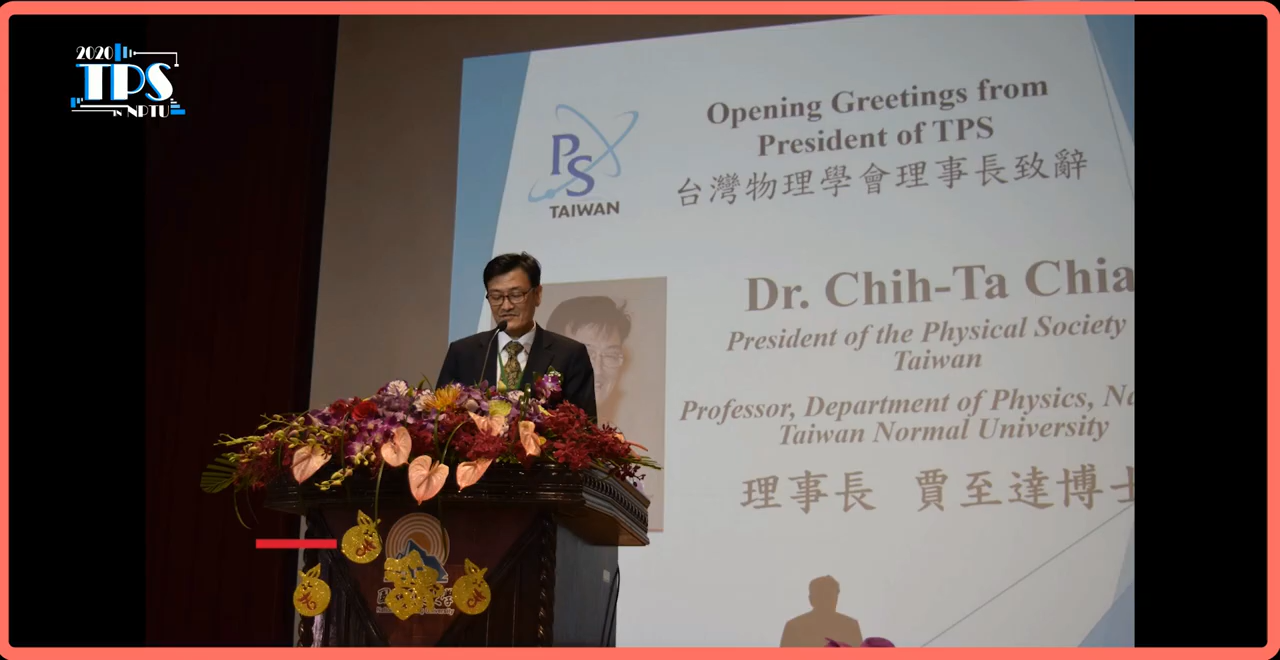 2020
TPS
IN NPTU
Opening Greetings from
President of TPS
台灣物理學會理事長致辭
PS
TAIWAN
Dr. Chih-Ta Chia
President of the Physical Society
Taiwan
Professor, Department of Physics, Na
Taiwan Normal University
理事長 賈至達博士